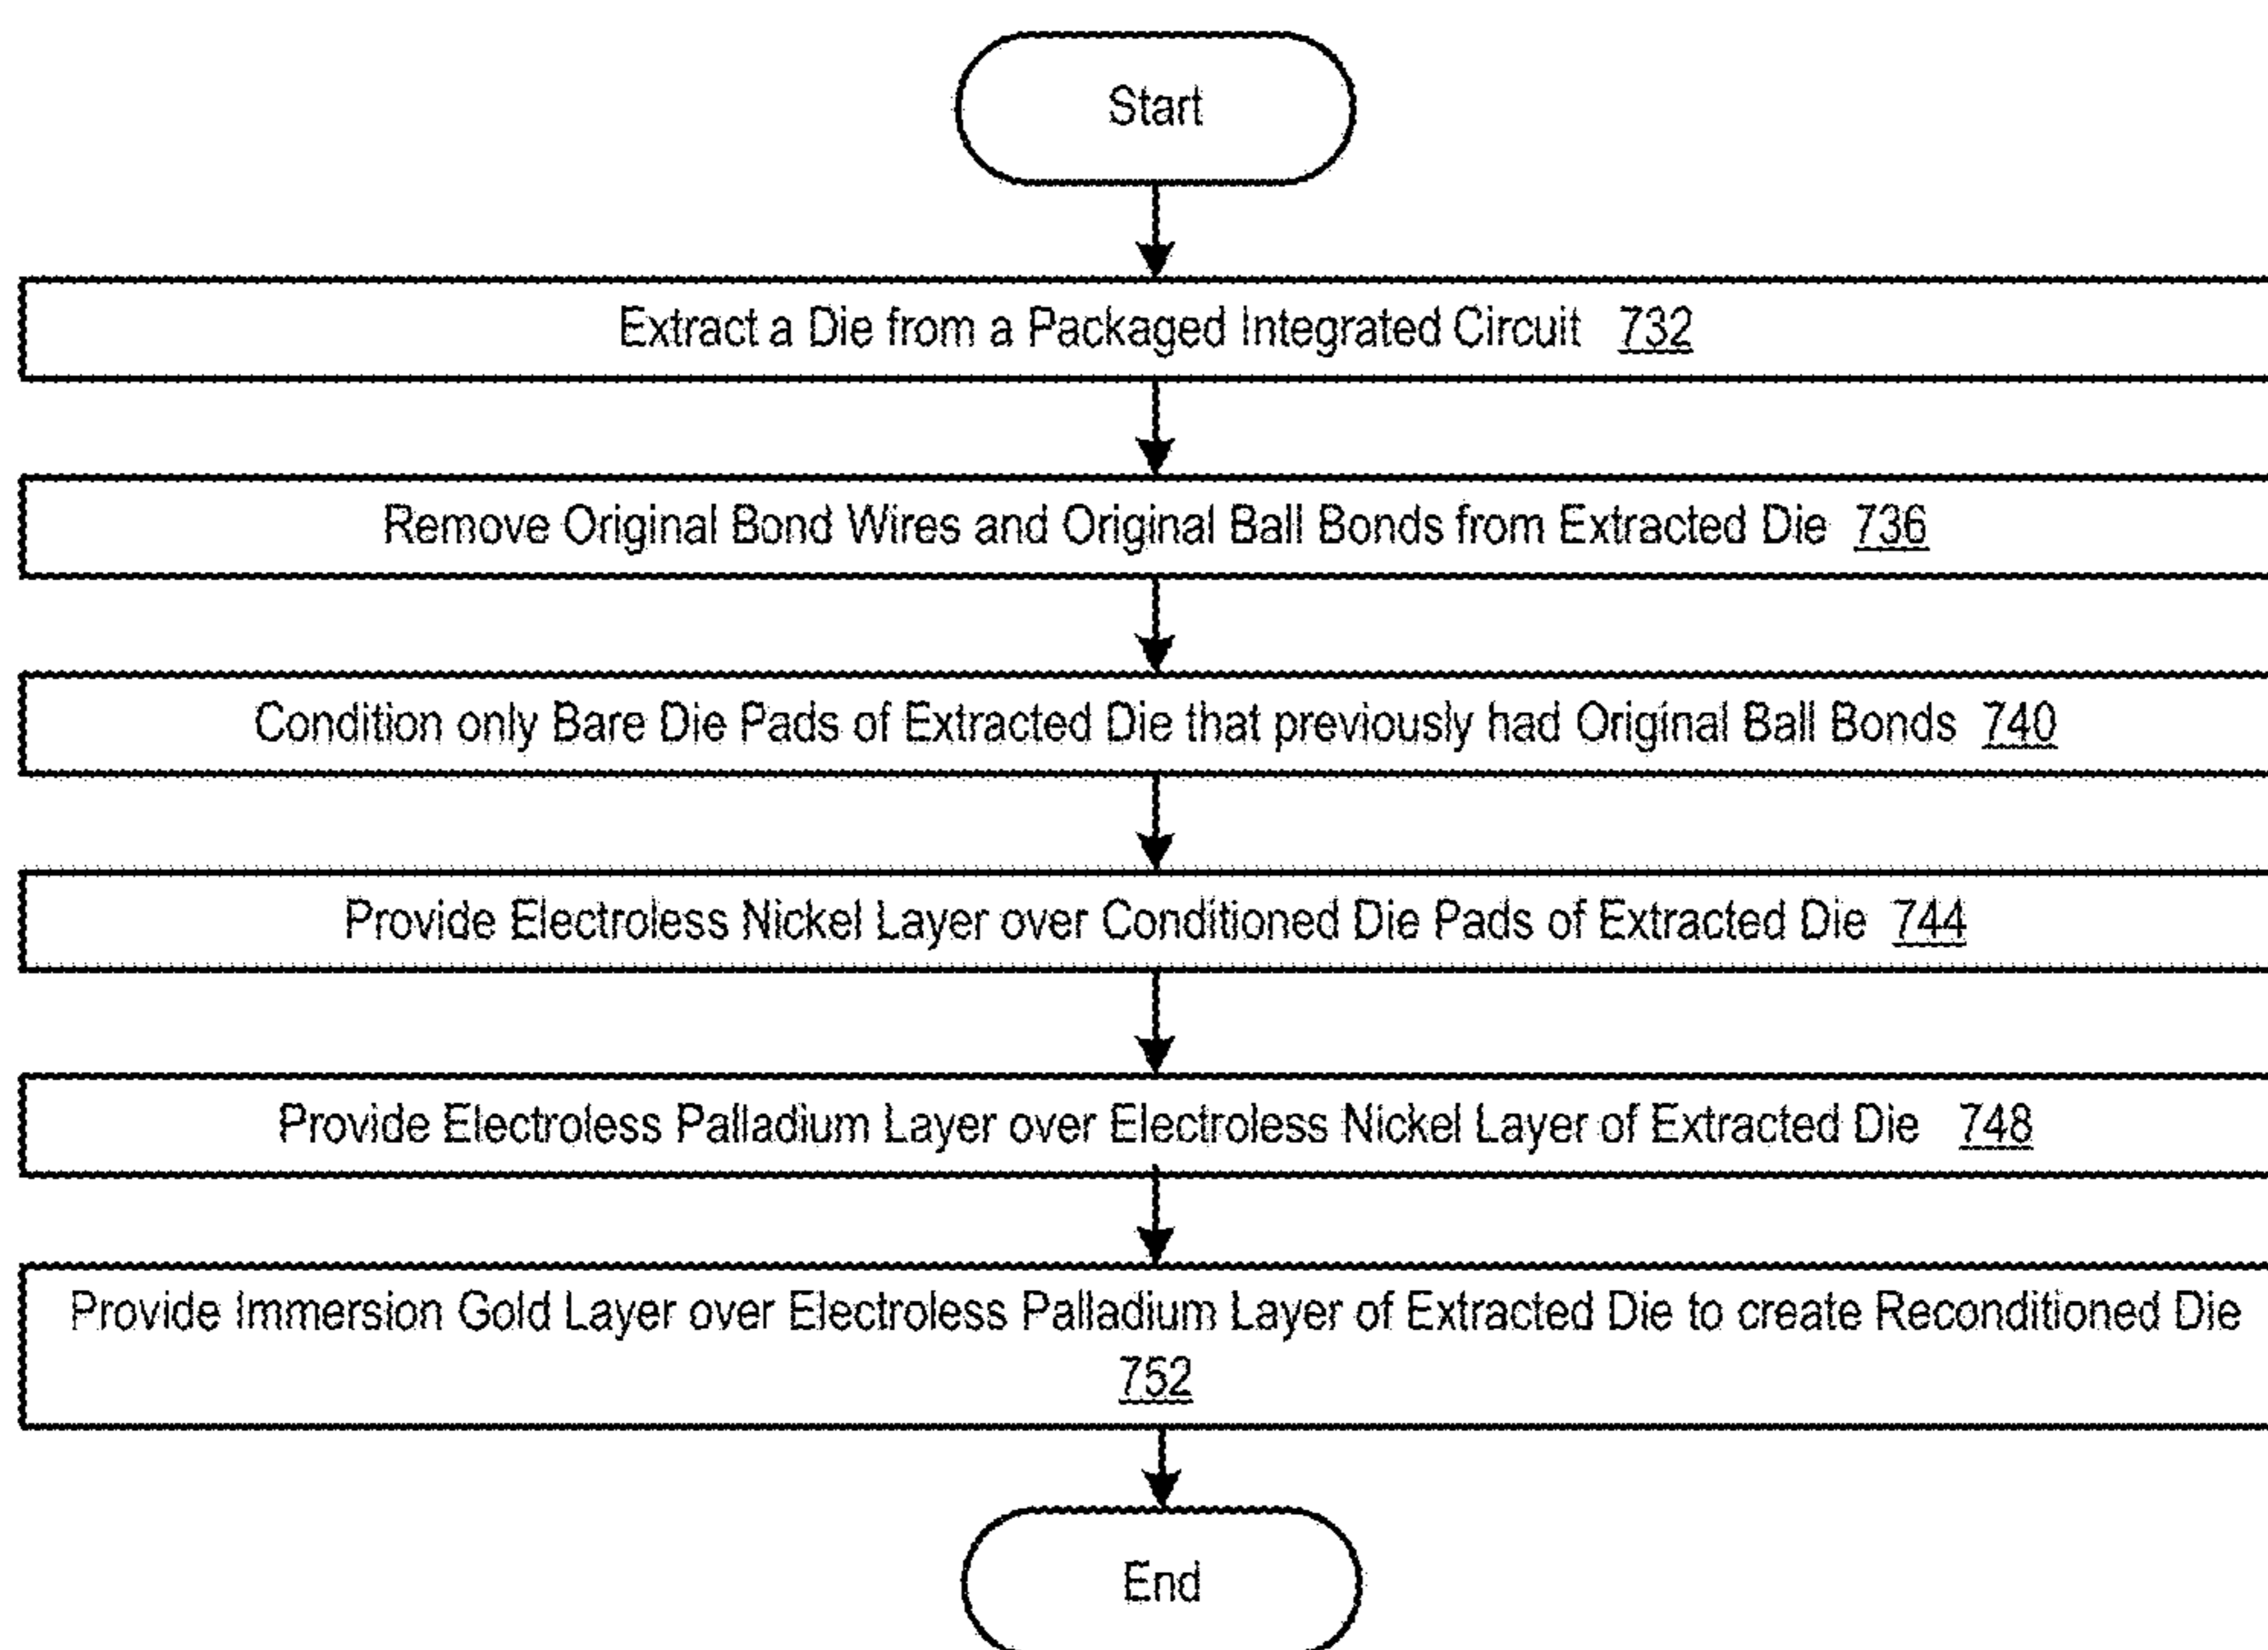 Start
Extract a Die from a Packaged Integrated Circuit 732
Remove Original Bond Wires and Original Ball Bonds from Extracted Die 736
Condition only Bare Die Pads of Extracted Die that previously had Original Ball Bonds 740
Provide Electroless Nickel Layer over Conditioned Die Pads of Extracted Die 744
Provide Electroless Palladium Layer over Electroless Nickel Layer of Extracted Die 748
Provide Immersion Gold Layer over Electroless Palladium Layer of Extracted Die to create Reconditioned Die
752
End